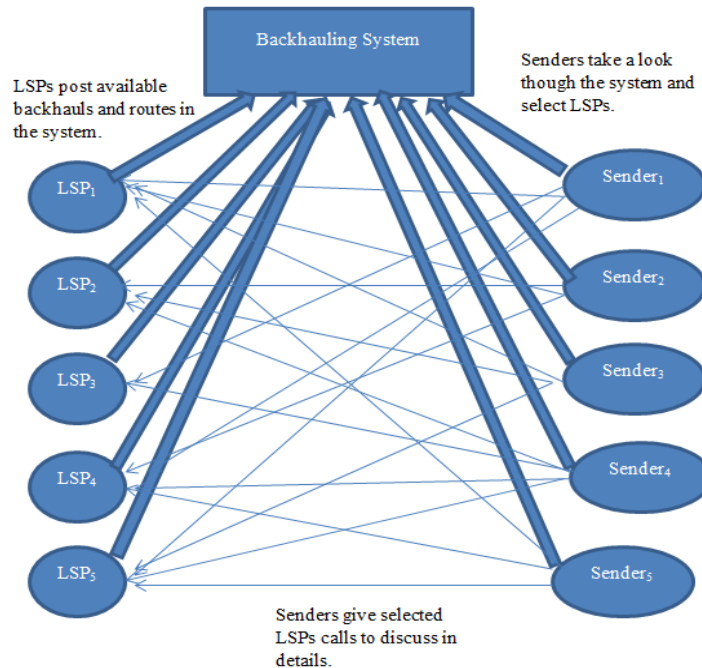 Backhauling System
LSPs post available
backhauls and routes in
the system.
Senders take a look
though the system and
select LSPs.
LSP₁
Sender₁
LSP₂
Sender₂
LSP₃
Sender₃
LSP₄
Sender₄
LSP₅
Sender₅
Senders give selected
LSPs calls to discuss in
details.